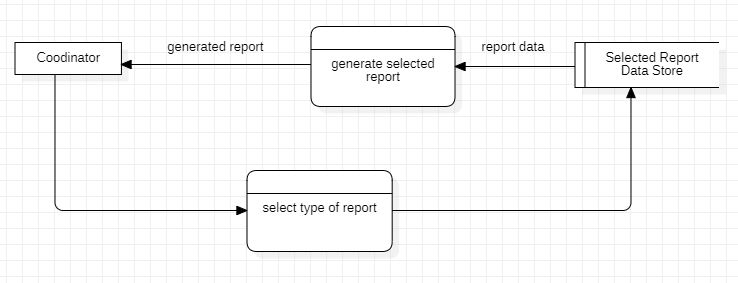 Coodinator
generated report
generate selected
report
report data
Selected Report
Data Store
select type of report